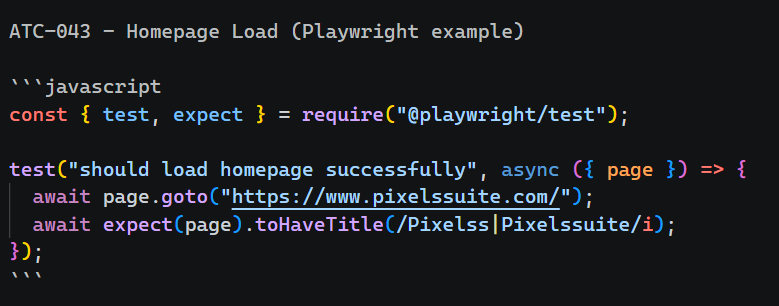 ATC-043 – Homepage Load (Playwright example)
```javascript
const { test, expect } = require("@playwright/test");
test("should load homepage successfully", async ({ page }) => {
  await page.goto("https://www.pixelssuite.com/");
  await expect(page).toHaveTitle(/Pixelss|Pixelssuite/i);
});
```